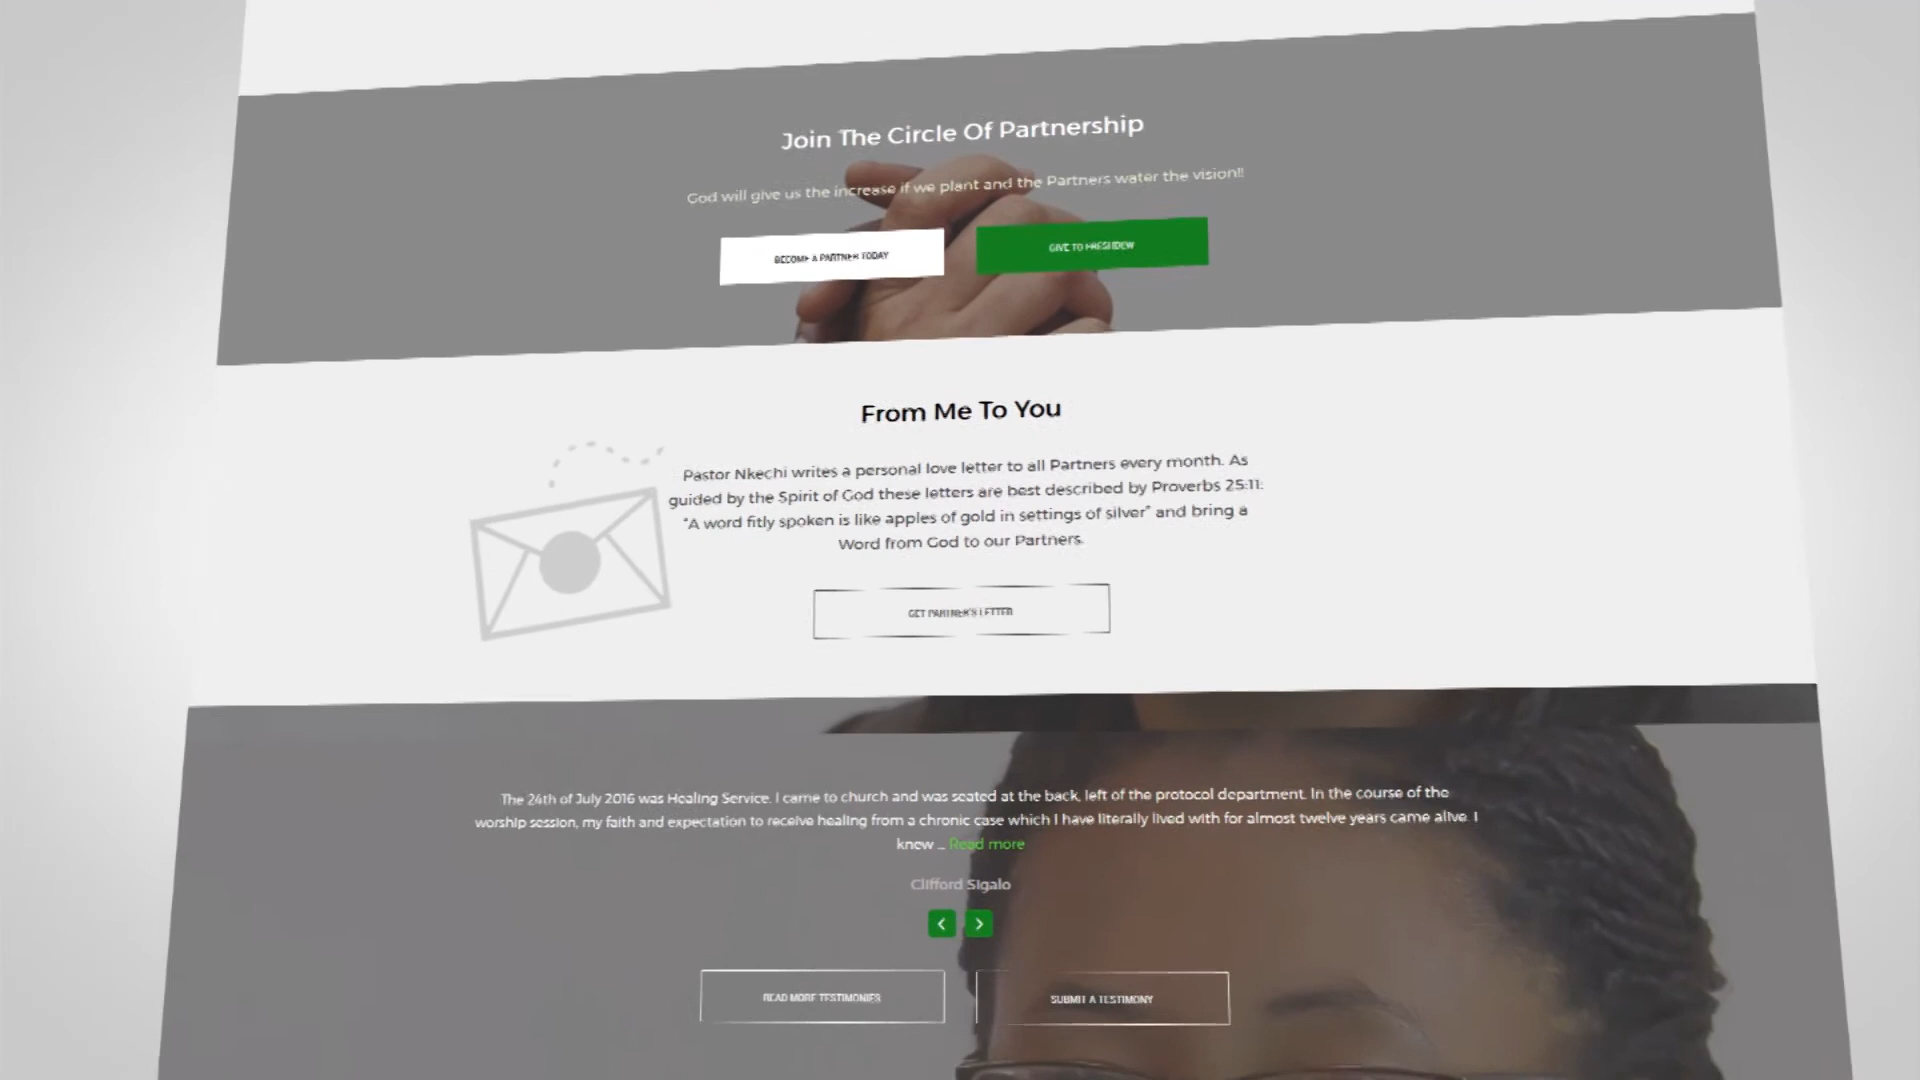 Join The Circle Of Partnership
God will give us the increase if we plant and the Partners water the vision!!
BECOME A PARTNER TODAY
GIVE TO FRESHDEW
From Me To You
Pastor Nkechi writes a personal love letter to all Partners every month. As
guided by the Spirit of God these letters are best described by Proverbs 25:11:
"A word fitly spoken is like apples of gold in settings of silver" and bring a
Word from God to our Partners.
GET PARTNER'S LETTER
The 24th of July 2016 was Healing Service. I came to church and was seated at the back, left of the protocol department. In the course of the
worship session, my faith and expectation to receive healing from a chronic case which I have literally lived with for almost twelve years came alive. I
knew ... Read more
Clifford Sigalo
READ MORE TESTIMONIES
SUBMIT A TESTIMONY